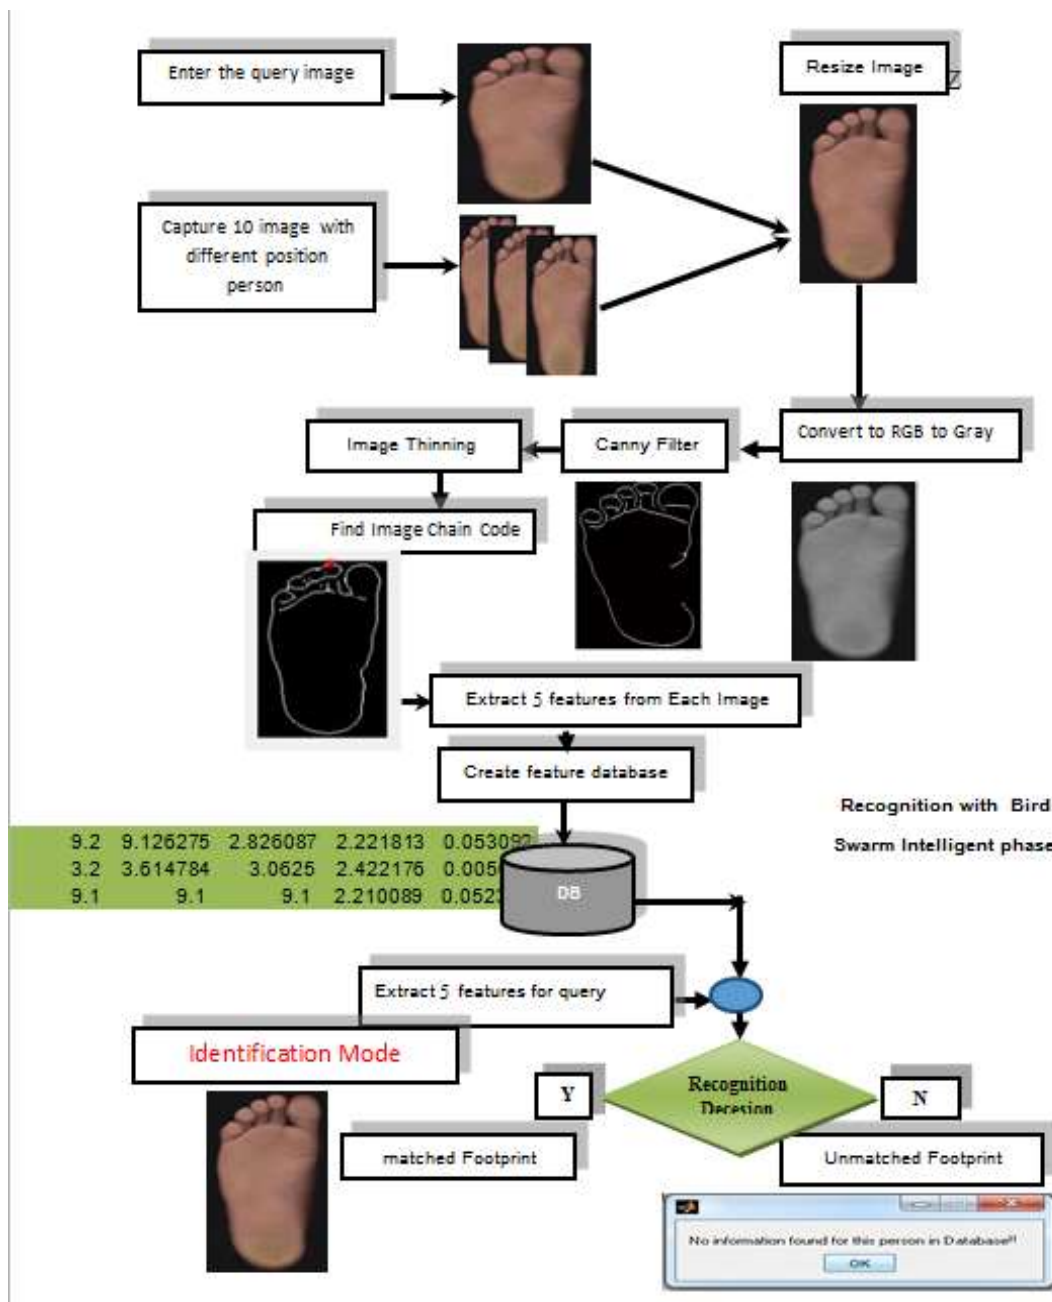 Enter the query image
Resize Image
Capture 10 image with
different position
person
Convert to RGB to Gray
Canny Filter
Image Thinning
Find Image Chain Code
Extract 5 features from Each Image
Create feature database
Recognition with Bird
Swarm Intelligent phase
9.2 9.126275 2.826087 2.221813 0.053092
3.2 3.614784 3.0625 2.422176
9.1 9.1 9.1 2.210089
DB
Extract 5 features for query
Identification Mode
Recognition
Decesion
Y
N
matched Footprint
Unmatched Footprint
No information found for this person in Database!!
OK